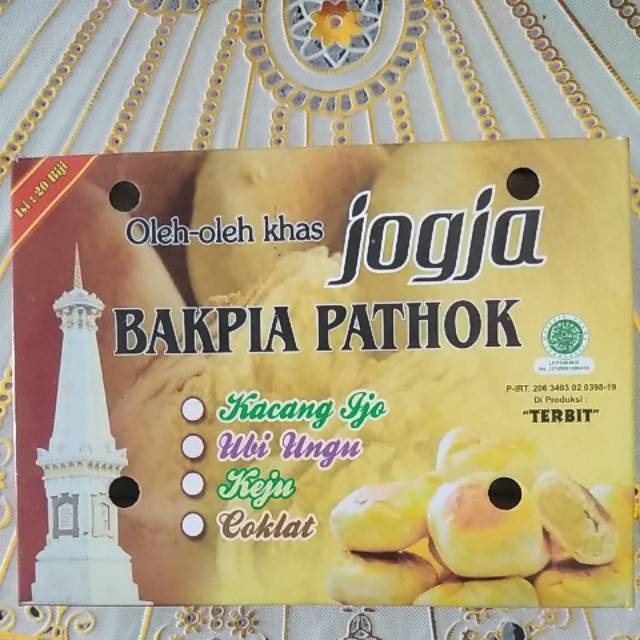 Isi : 20 Biji
Oleh-oleh khas jogja
BAKPIA PATHOK
P-IRT. 206 3403 02 0398-19
Di Produksi :
"TERBIT"
Kacang Ijo
Ubi Ungu
Keju
Coklat